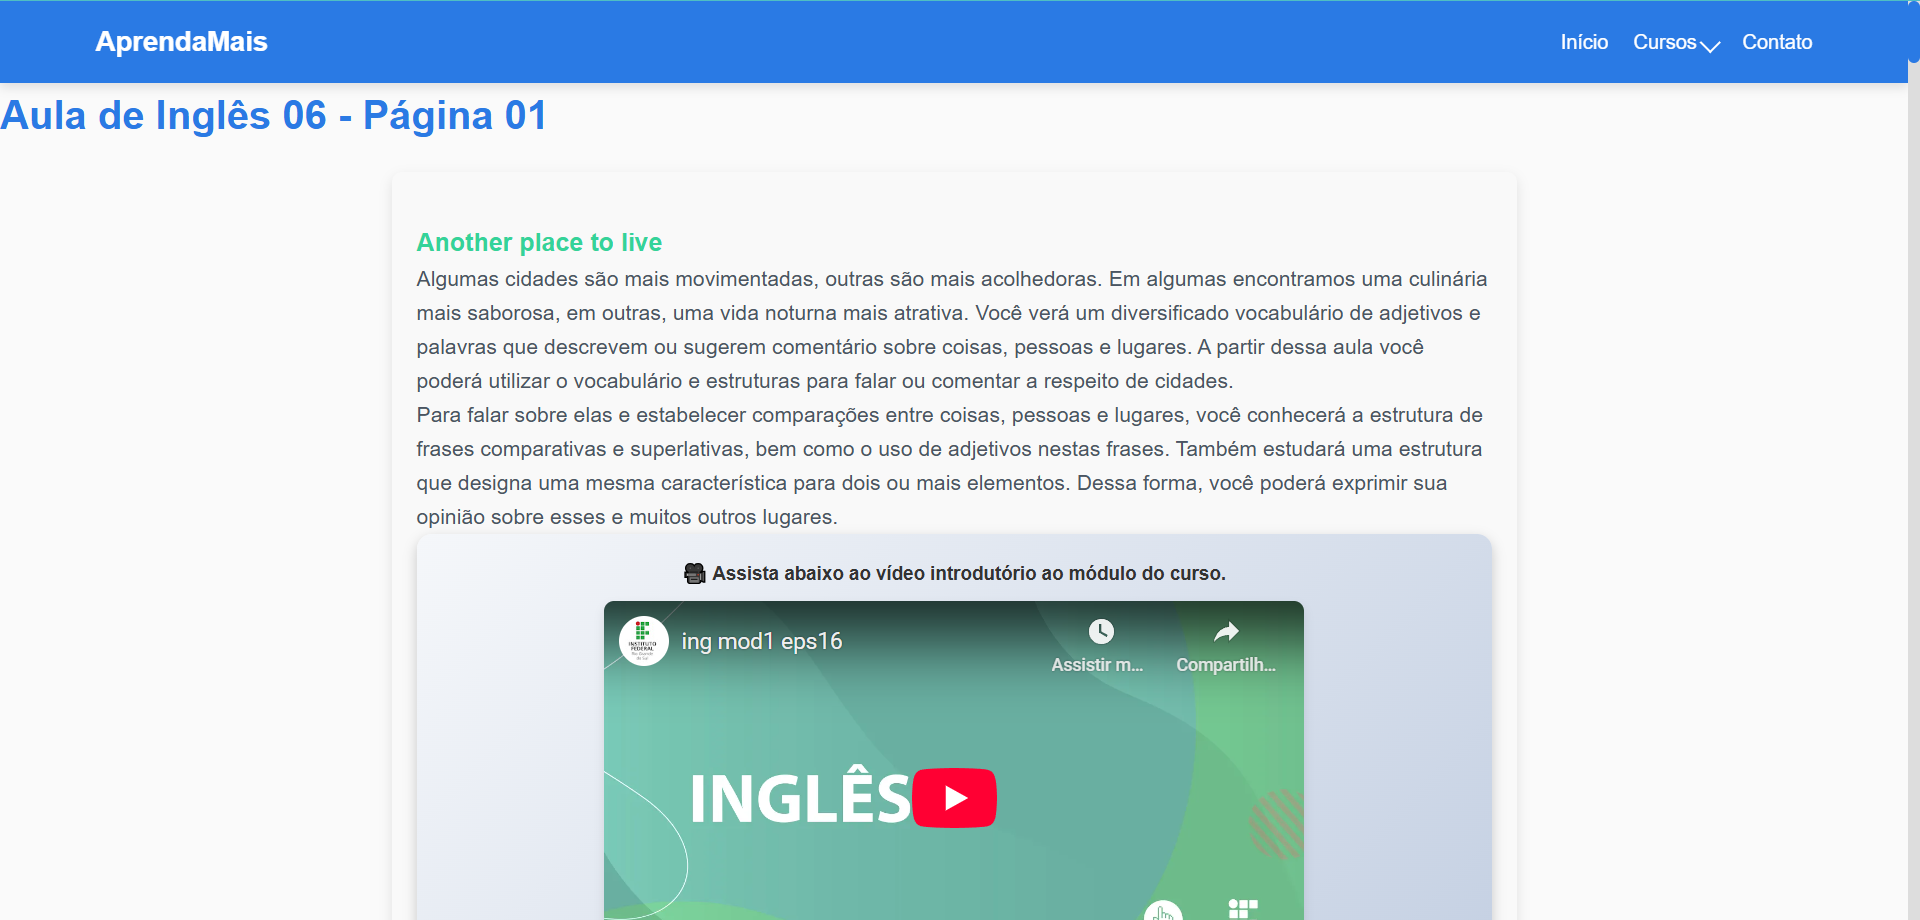 AprendaMais
Início Cursos Contato
Aula de Inglês 06 - Página 01
Another place to live
Algumas cidades são mais movimentadas, outras são mais acolhedoras. Em algumas encontramos uma culinária
mais saborosa, em outras, uma vida noturna mais atrativa. Você verá um diversificado vocabulário de adjetivos e
palavras que descrevem ou sugerem comentário sobre coisas, pessoas e lugares. A partir dessa aula você
poderá utilizar o vocabulário e estruturas para falar ou comentar a respeito de cidades.
Para falar sobre elas e estabelecer comparações entre coisas, pessoas e lugares, você conhecerá a estrutura de
frases comparativas e superlativas, bem como o uso de adjetivos nestas frases. Também estudará uma estrutura
que designa uma mesma característica para dois ou mais elementos. Dessa forma, você poderá exprimir sua
opinião sobre esses e muitos outros lugares.
🎥 Assista abaixo ao vídeo introdutório ao módulo do curso.
INSTITUTO
FEDERAL
Rio Grande
do Sul
ing mod1 eps16
Assistir m...
Compartilh...
INGLÊS